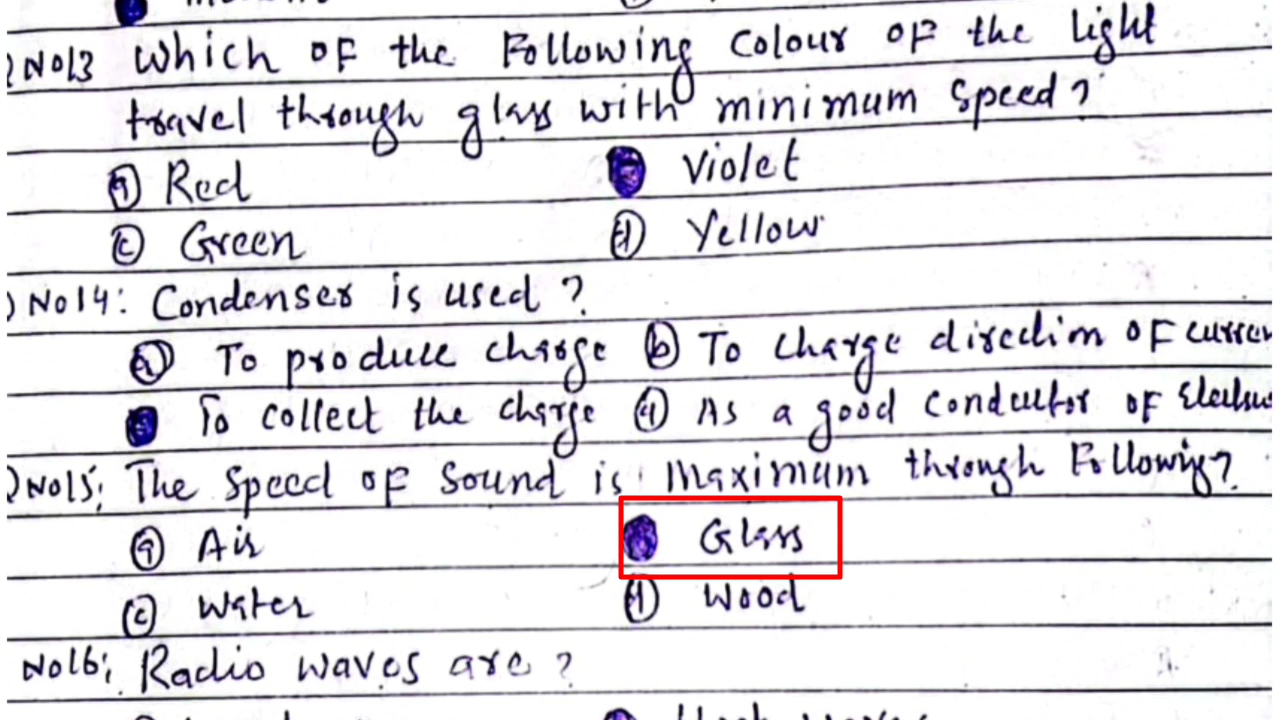 No13 Which of the Following Colour of the light
travel through glass with minimum Speed?
(a) Red Violet
(c) Green (d) Yellow
No14: Condenser is used?
(a) To produce charge (b) To Charge direction of curren
To collect the charge (d) As a good Conductor of
No15: The Speed of Sound is Maximum through Following?
(a) Air Glass
(c) Water (d) Wood
No16: Radio waves are?